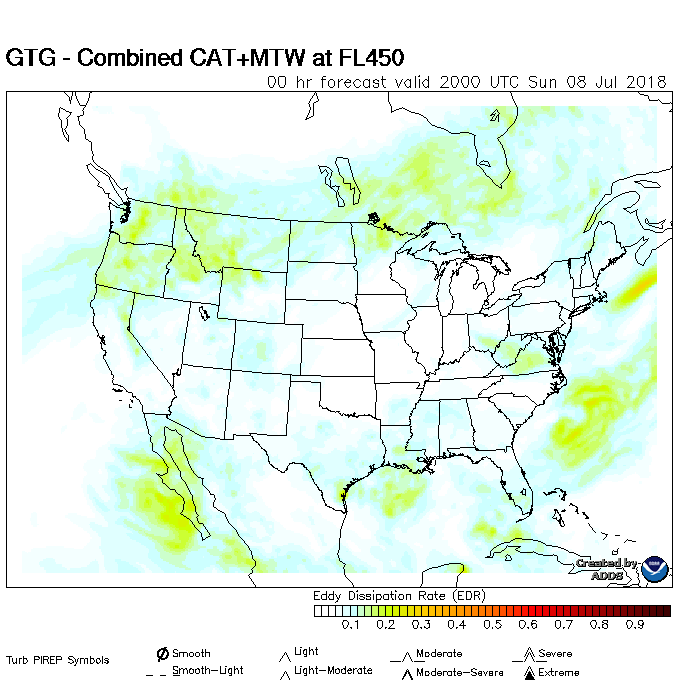 GTG - Combined CAT+MTW at FL450
00 hr forecast valid 2000 UTC Sun 08 Jul 2018
Created by
ADDS
Eddy Dissipation Rate (EDR)
0.1 0.2 0.3 0.4 0.5 0.6 0.7 0.8 0.9
Turb PIREP Symbols
Smooth Light Moderate Severe
Smooth-Light Light-Moderate Moderate-Severe Extreme